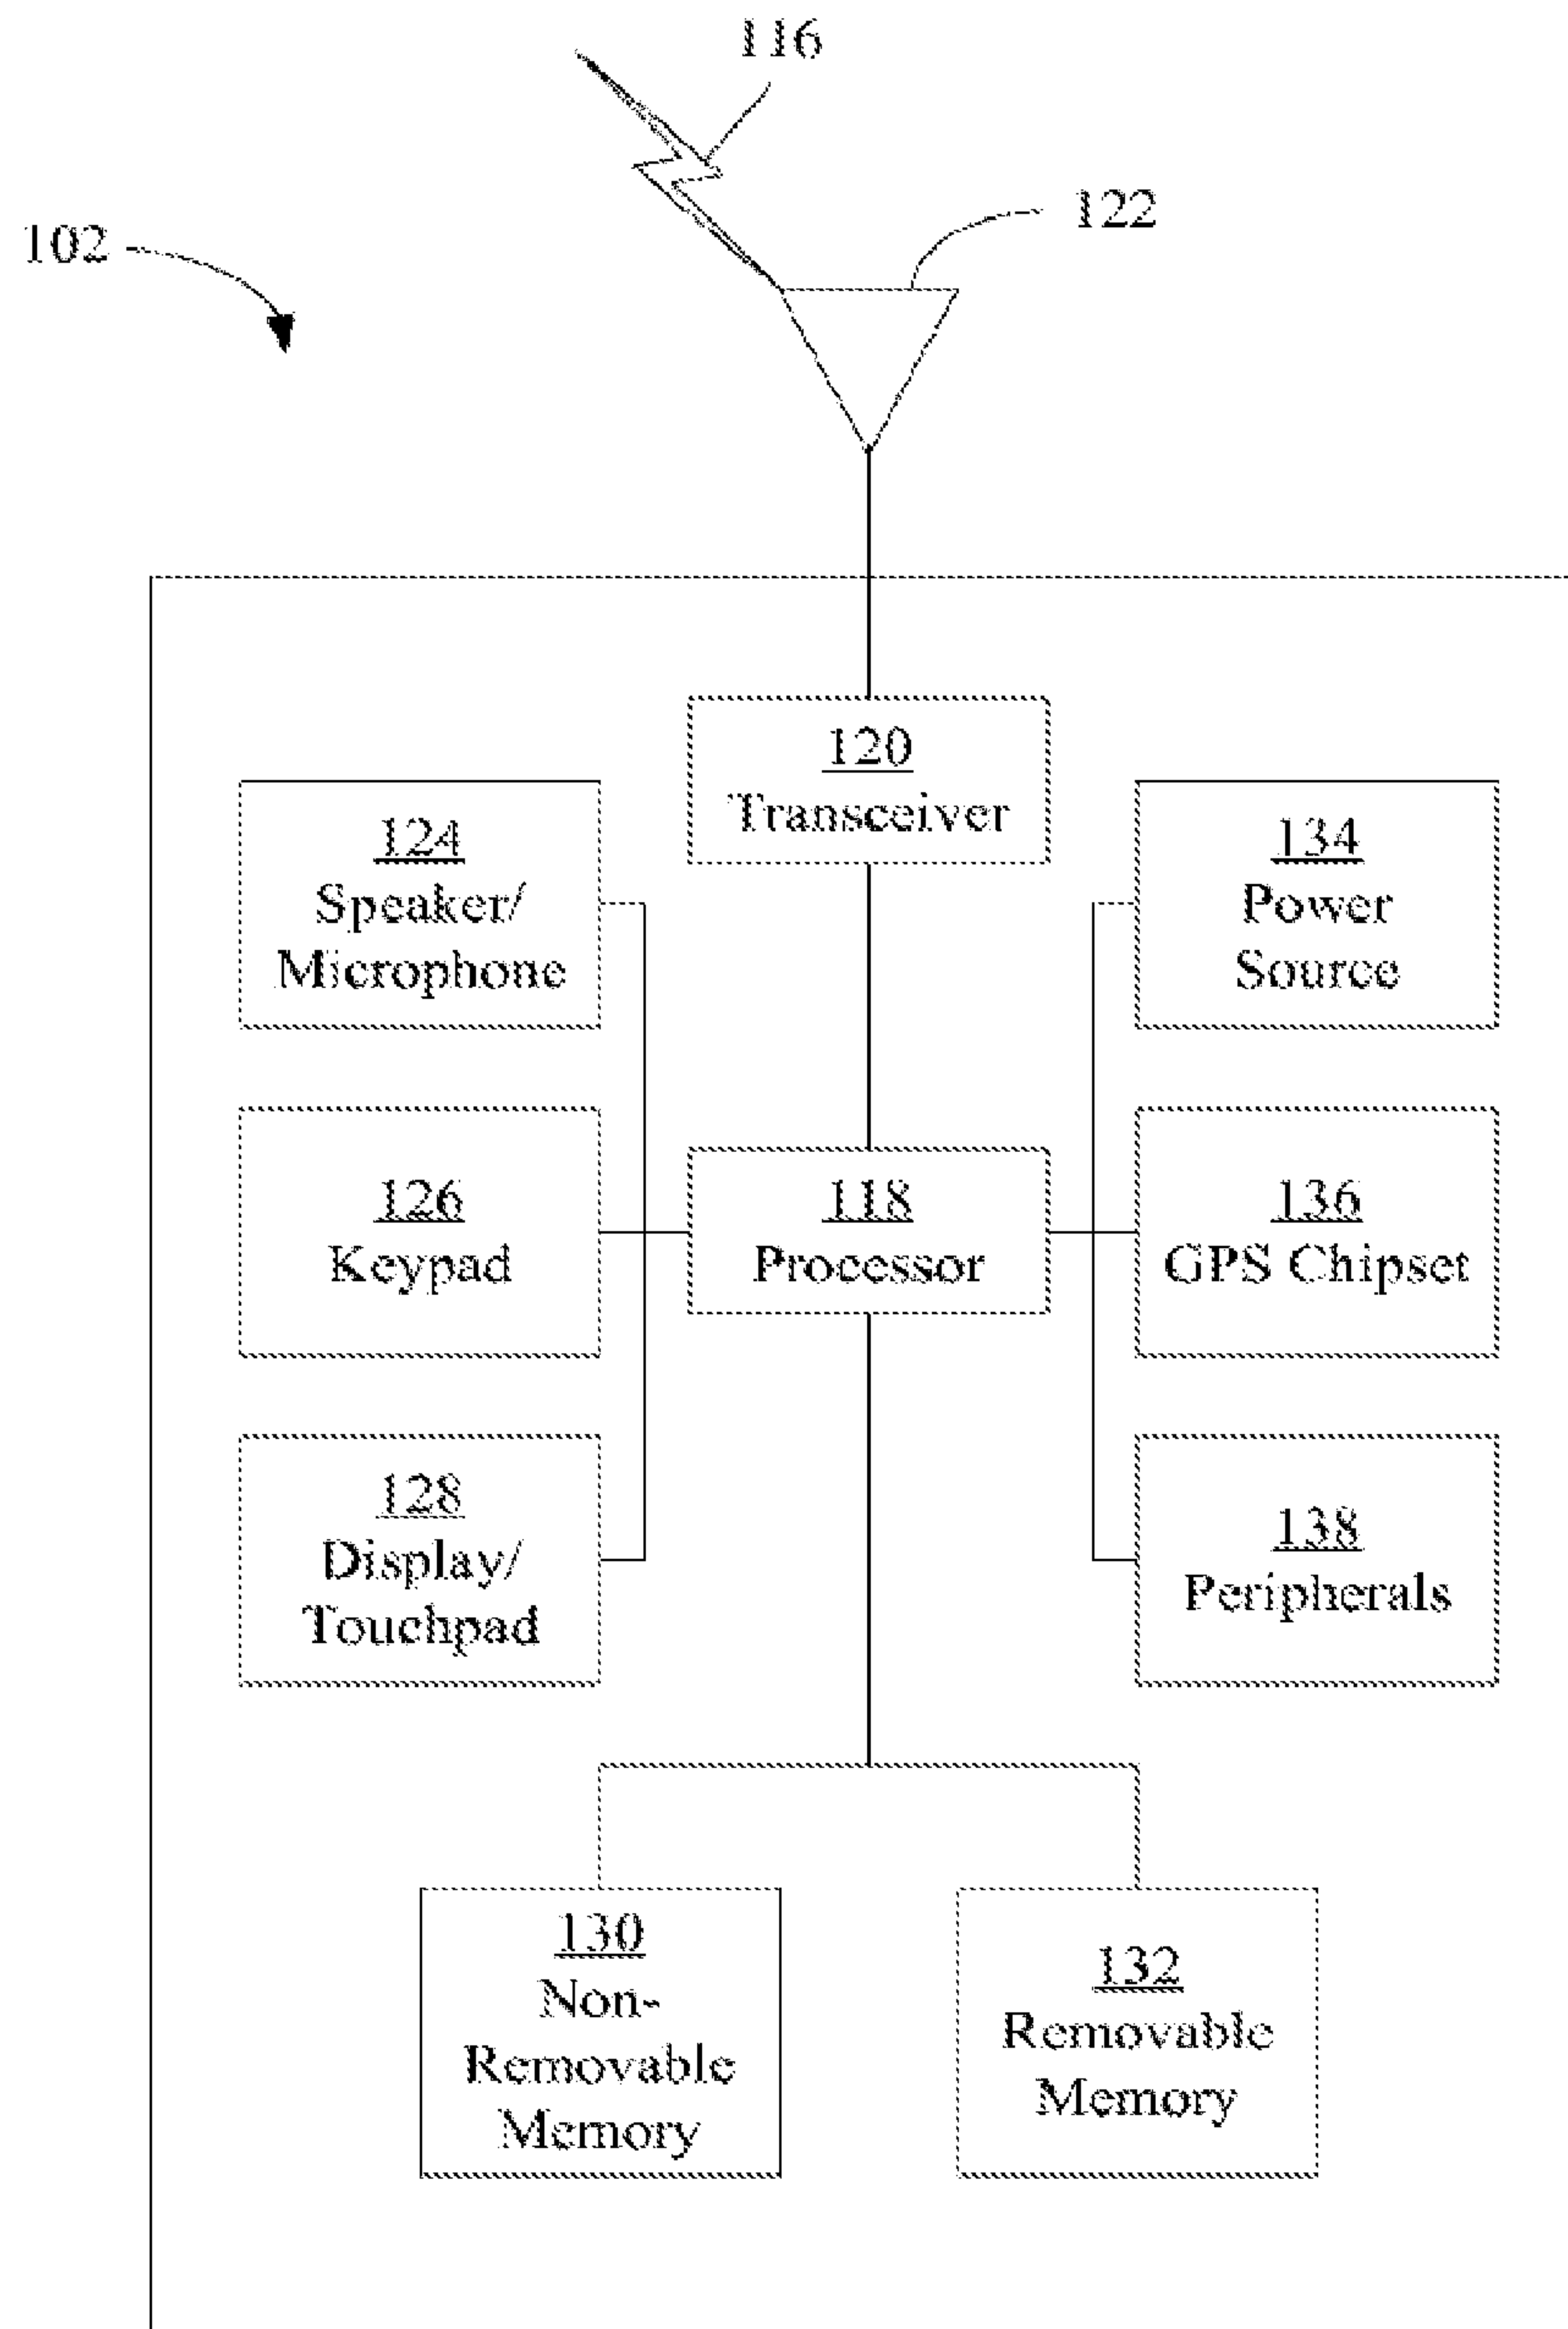 116
122
102
120
Transceiver
124
Speaker/
Microphone
134
Power
Source
126
Keypad
118
Processor
136
GPS Chipset
128
Display/
Touchpad
138
Peripherals
130
Non-
Removable
Memory
132
Removable
Memory